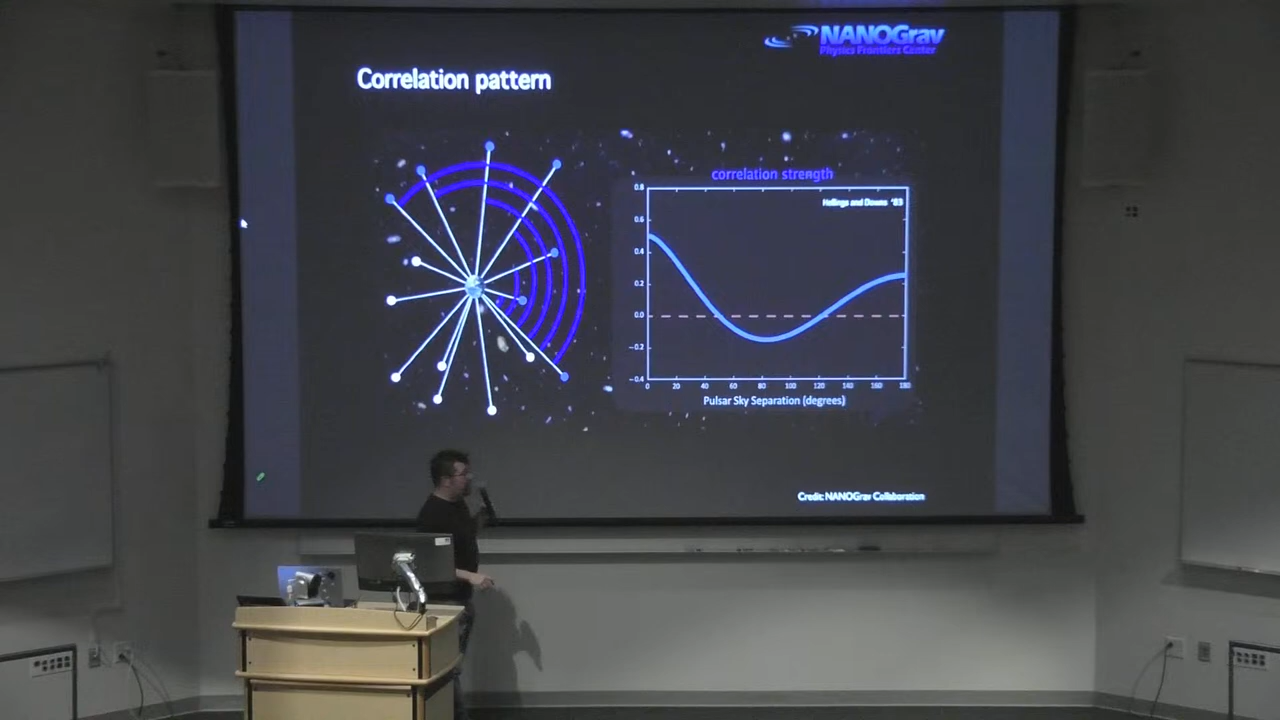 NANOGrav
Physics Frontiers Center
Correlation pattern
correlation strength
Hellings and Downs '83
0.8
0.6
0.4
0.2
0.0
−0.2
−0.4
0 20 40 60 80 100 120 140 160 180
Pulsar Sky Separation (degrees)
Credit: NANOGrav Collaboration